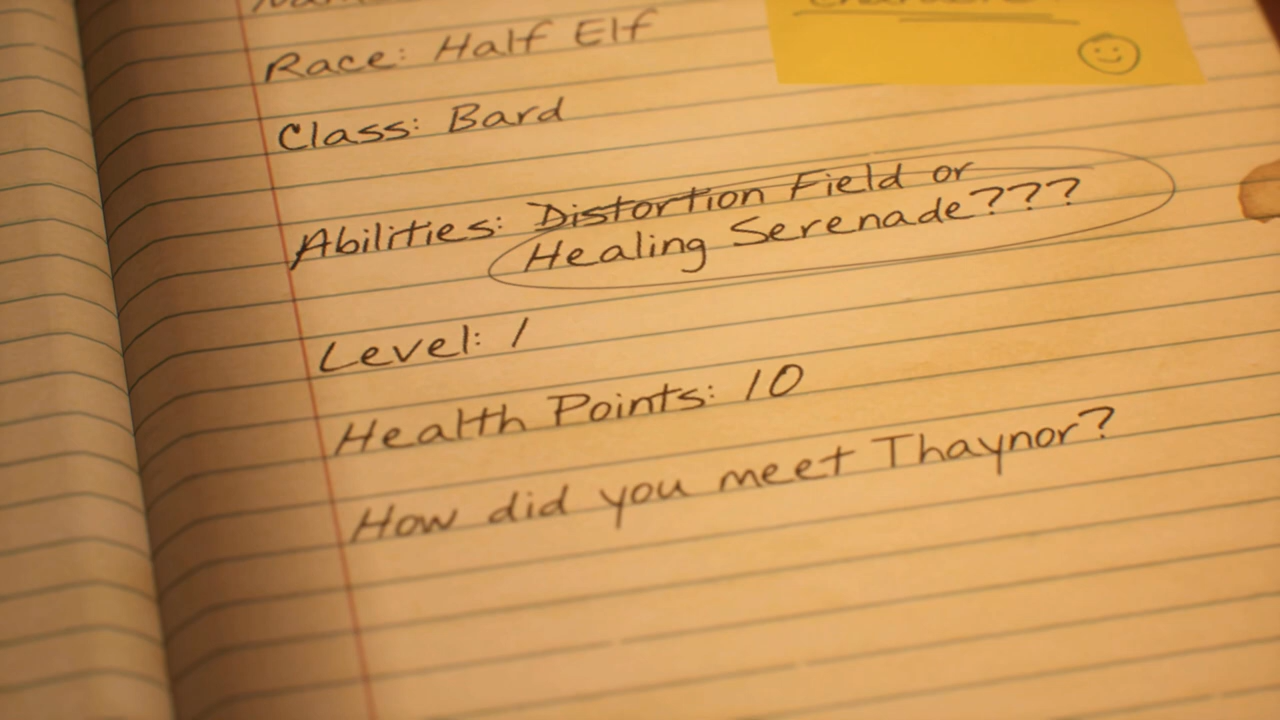 Race: Half Elf
Class: Bard
Abilities: Distortion Field or
Healing Serenade???
Level: 1
Health Points: 10
How did you meet Thaynor?